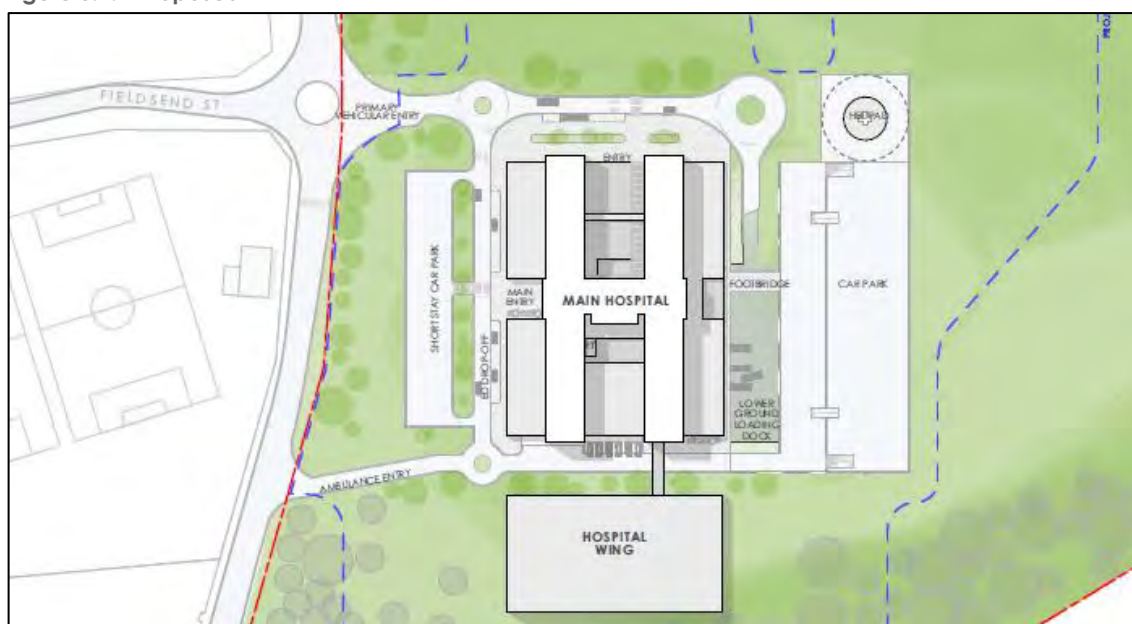 FIELDSEND ST
PRIMARY
VEHICULAR ENTRY
HELIPAD
ENTRY
SHORT STAY CAR PARK
MAIN
ENTRY
MAIN HOSPITAL
FOOTBRIDGE
CAR PARK
ED DROP-OFF
LOWER
GROUND
LOADING
DOCK
AMBULANCE ENTRY
HOSPITAL
WING